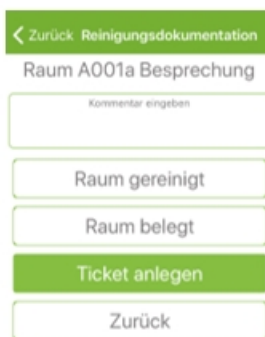 Zurück Reinigungsdokumentation
Raum A001a Besprechung
Kommentar eingeben
Raum gereinigt
Raum belegt
Ticket anlegen
Zurück